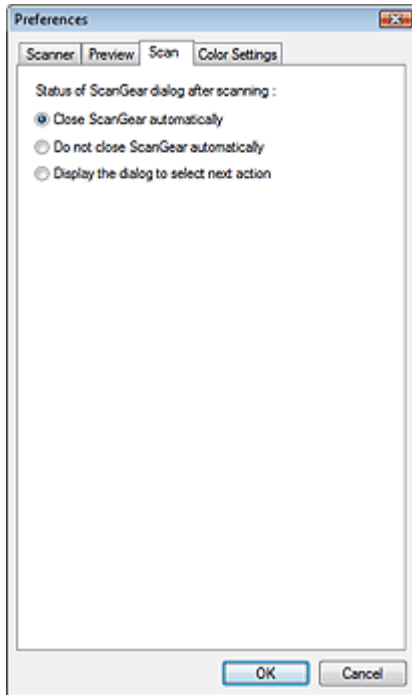 Preferences
Scanner Preview Scan Color Settings
Status of ScanGear dialog after scanning :
Close ScanGear automatically
Do not close ScanGear automatically
Display the dialog to select next action
OK Cancel